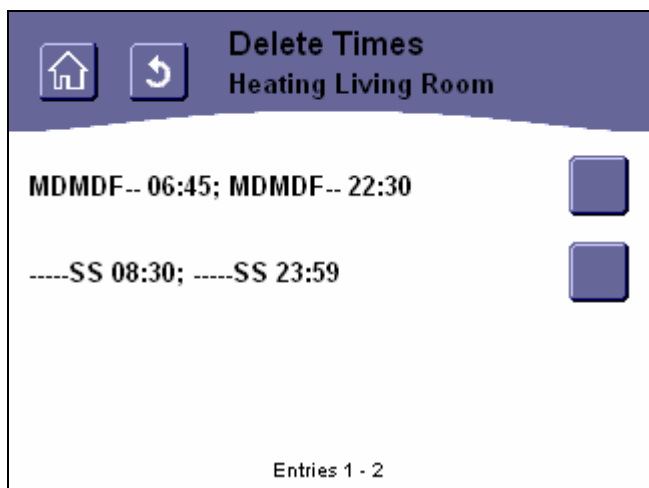 Delete Times
Heating Living Room
MDMDF-- 06:45; MDMDF-- 22:30
-----SS 08:30; -----SS 23:59
Entries 1 - 2